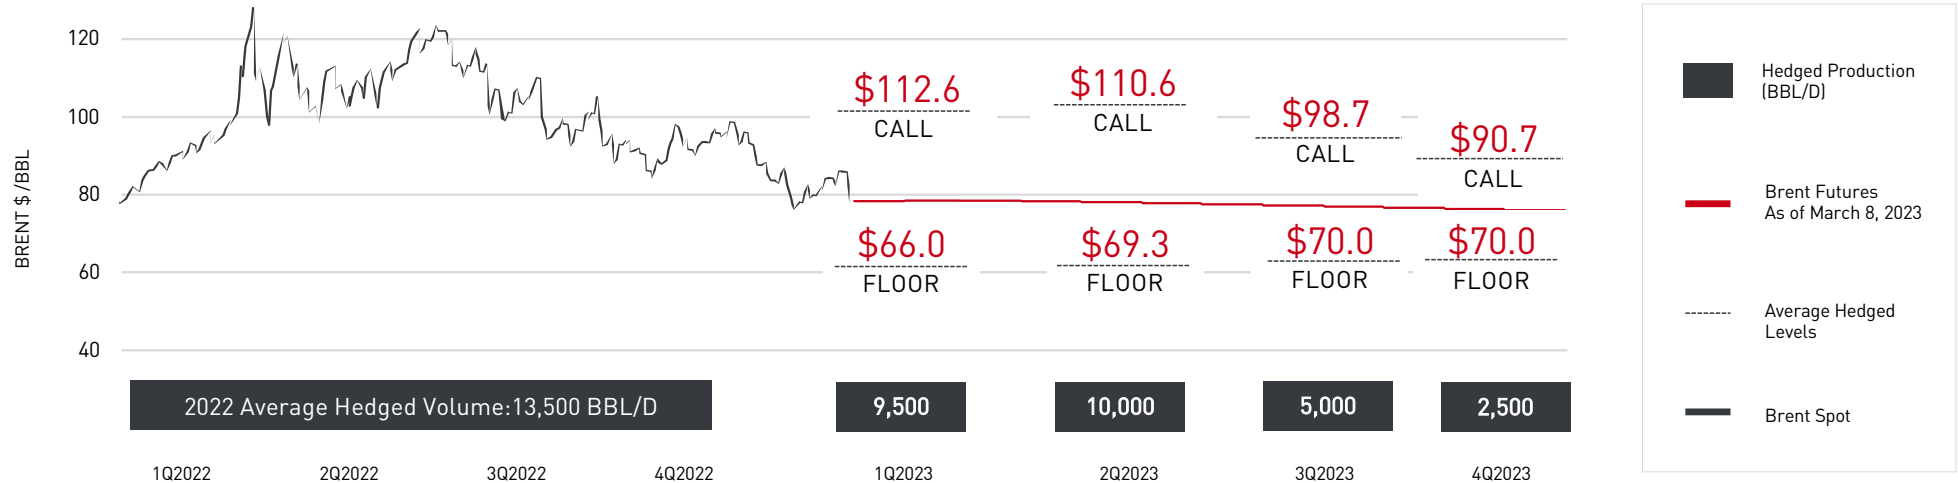 BRENT $ /BBL
120
100
80
60
40
$112.6
CALL
$110.6
CALL
$98.7
CALL
$90.7
CALL
$66.0
FLOOR
$69.3
FLOOR
$70.0
FLOOR
$70.0
FLOOR
2022 Average Hedged Volume:13,500 BBL/D
9,500
10,000
5,000
2,500
1Q2022
2Q2022
3Q2022
4Q2022
1Q2023
2Q2023
3Q2023
4Q2023
Hedged Production
(BBL/D)
Brent Futures
As of March 8, 2023
Average Hedged
Levels
Brent Spot